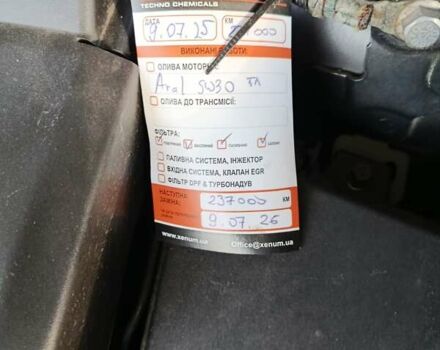 TECHNO CHEMICALS
ДАТА КМ
9.07.25 000
ВИКОНАНІ РОБОТИ:
ОЛИВА МОТОРНА:
Aral 5W30
ОЛИВА ДО ТРАНСМІСІЇ:
ФІЛЬТРА:
ПАЛИВНА СИСТЕМА, ІНЖЕКТОР
ВХІДНА СИСТЕМА, КЛАПАН EGR
ФІЛЬТР DPF & ТУРБОНАДУВ
НАСТУПНА
ЗАМІНА:
237000 КМ
9.07.26
www.xenum.ua Office@xenum.ua